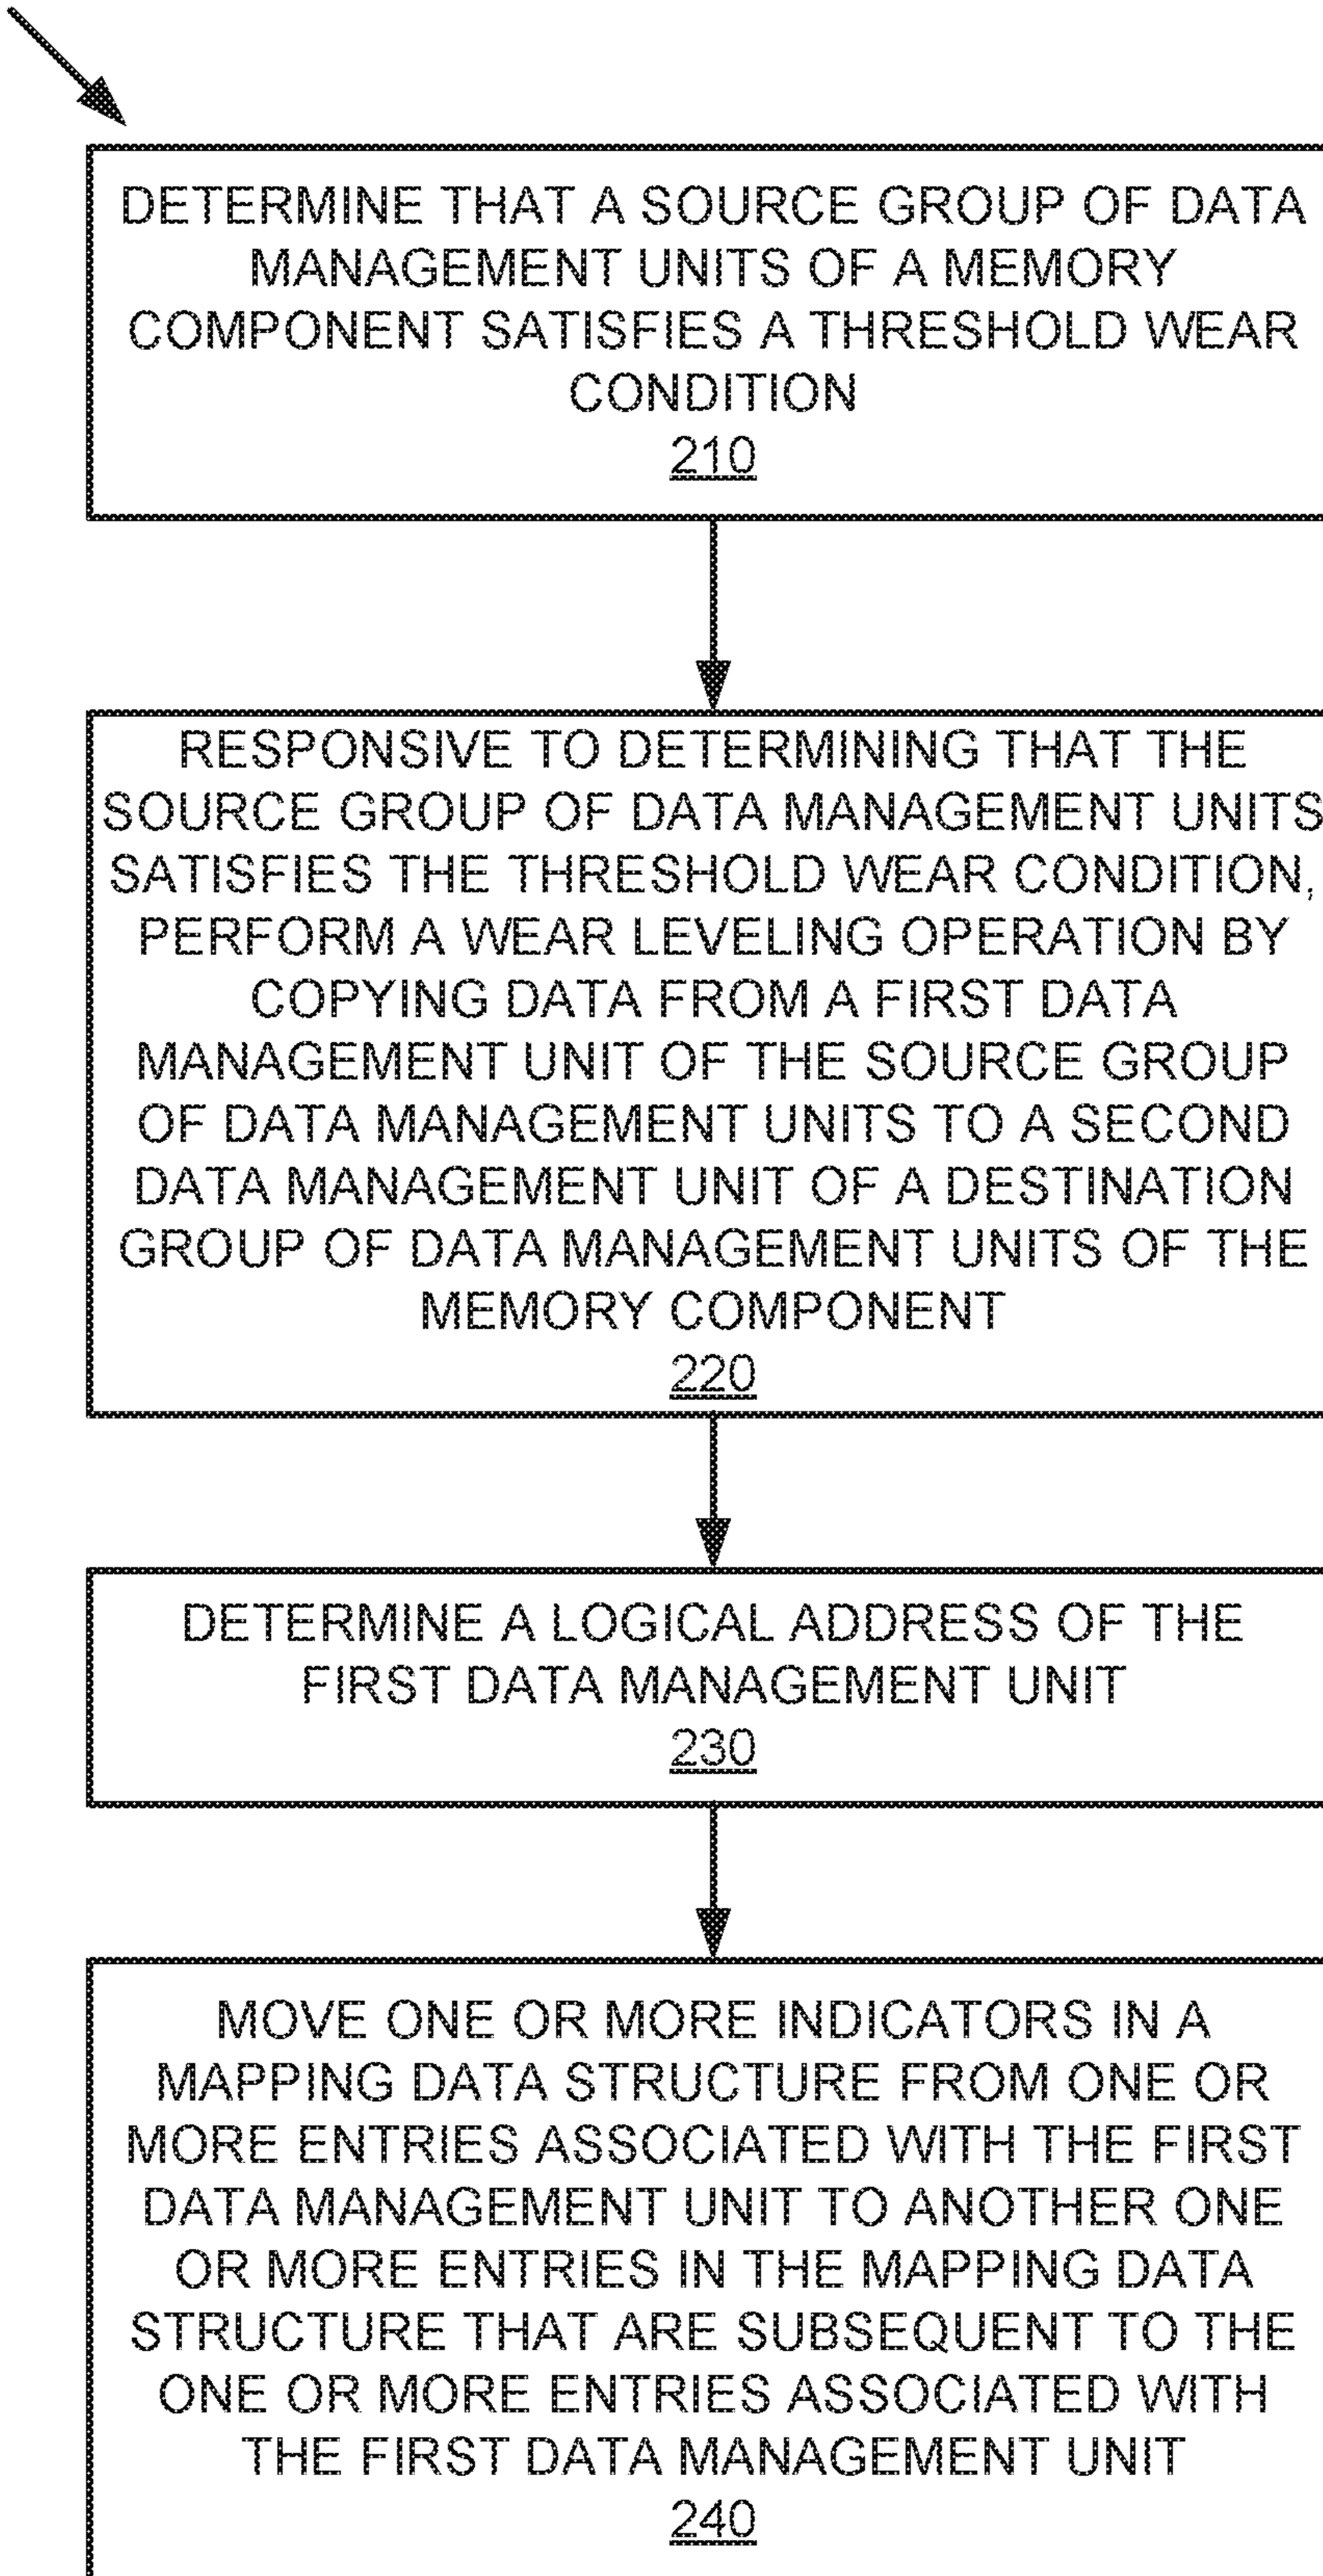 DETERMINE THAT A SOURCE GROUP OF DATA
MANAGEMENT UNITS OF A MEMORY
COMPONENT SATISFIES A THRESHOLD WEAR
CONDITION
210
RESPONSIVE TO DETERMINING THAT THE
SOURCE GROUP OF DATA MANAGEMENT UNITS
SATISFIES THE THRESHOLD WEAR CONDITION,
PERFORM A WEAR LEVELING OPERATION BY
COPYING DATA FROM A FIRST DATA
MANAGEMENT UNIT OF THE SOURCE GROUP
OF DATA MANAGEMENT UNITS TO A SECOND
DATA MANAGEMENT UNIT OF A DESTINATION
GROUP OF DATA MANAGEMENT UNITS OF THE
MEMORY COMPONENT
220
DETERMINE A LOGICAL ADDRESS OF THE
FIRST DATA MANAGEMENT UNIT
230
MOVE ONE OR MORE INDICATORS IN A
MAPPING DATA STRUCTURE FROM ONE OR
MORE ENTRIES ASSOCIATED WITH THE FIRST
DATA MANAGEMENT UNIT TO ANOTHER ONE
OR MORE ENTRIES IN THE MAPPING DATA
STRUCTURE THAT ARE SUBSEQUENT TO THE
ONE OR MORE ENTRIES ASSOCIATED WITH
THE FIRST DATA MANAGEMENT UNIT
240